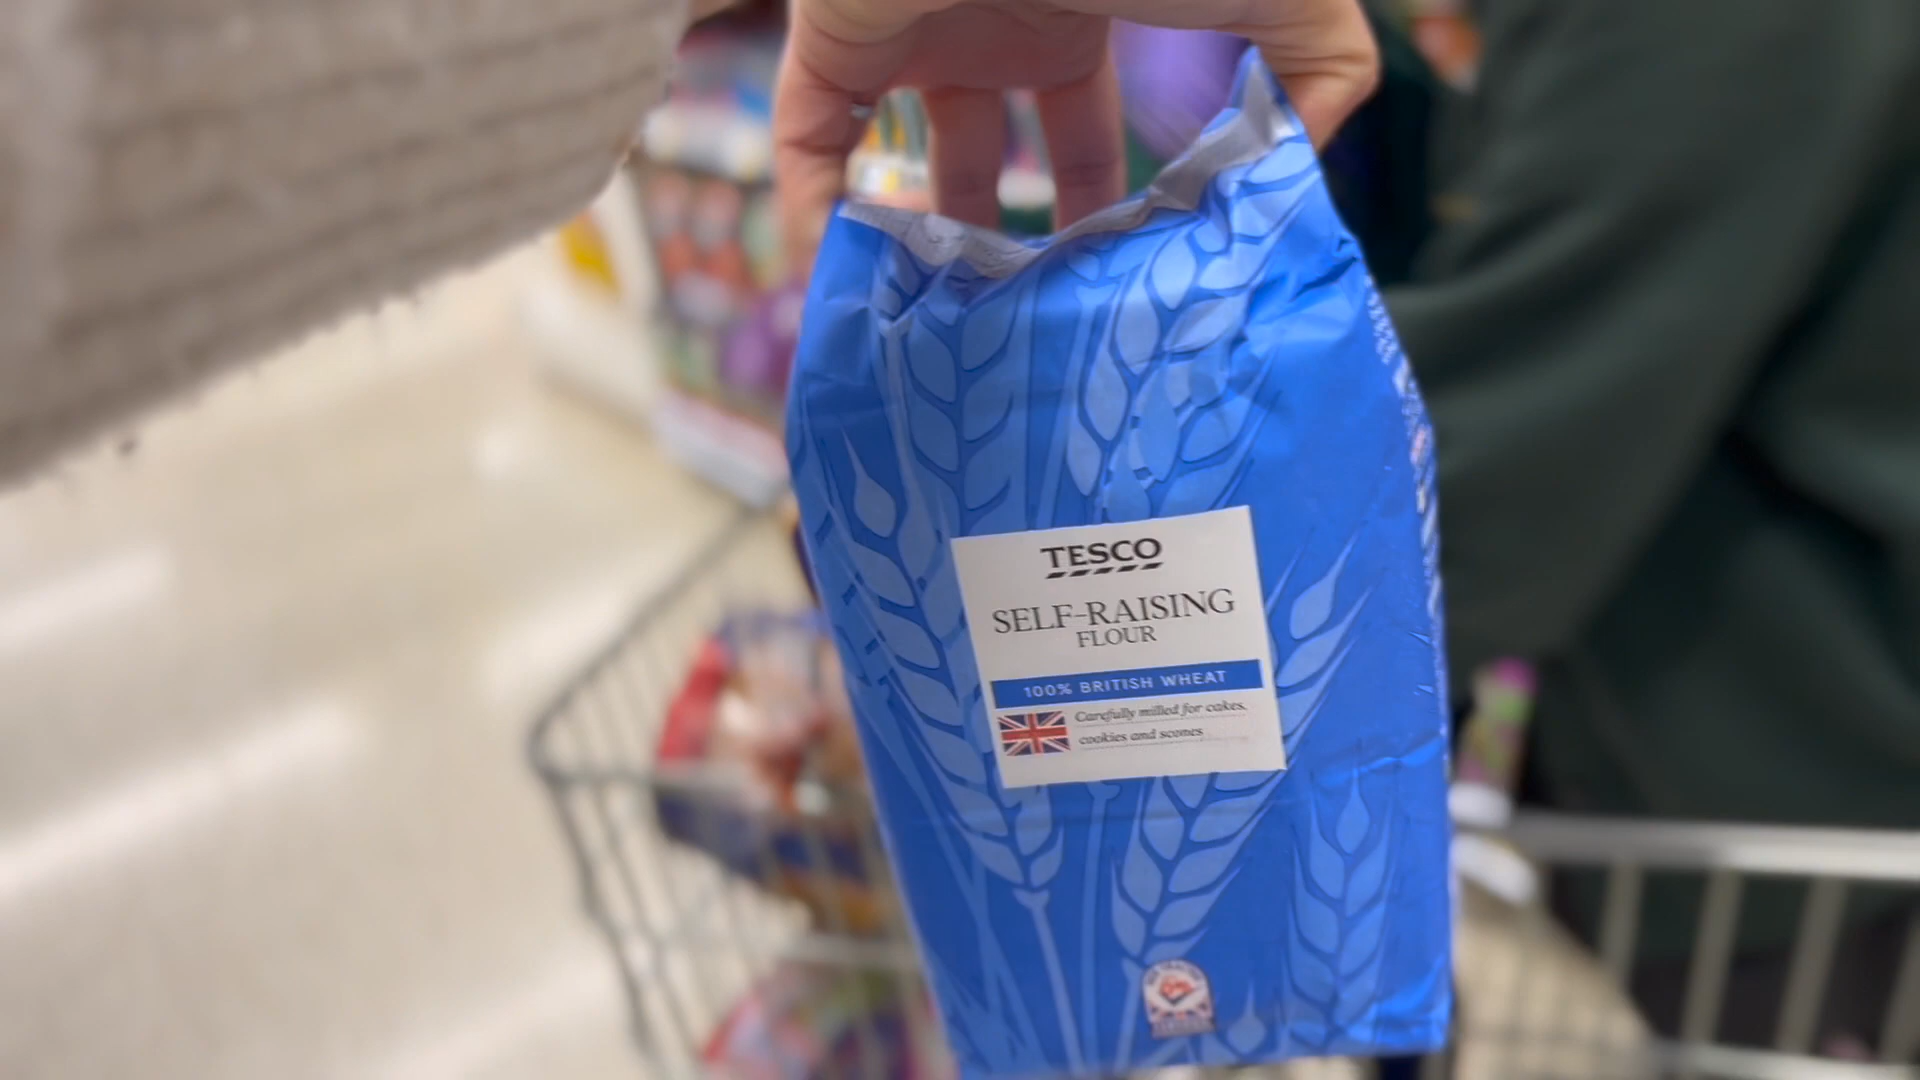 TESCO
SELF-RAISING
FLOUR
100% BRITISH WHEAT
Carefully milled for cakes,
cookies and scones